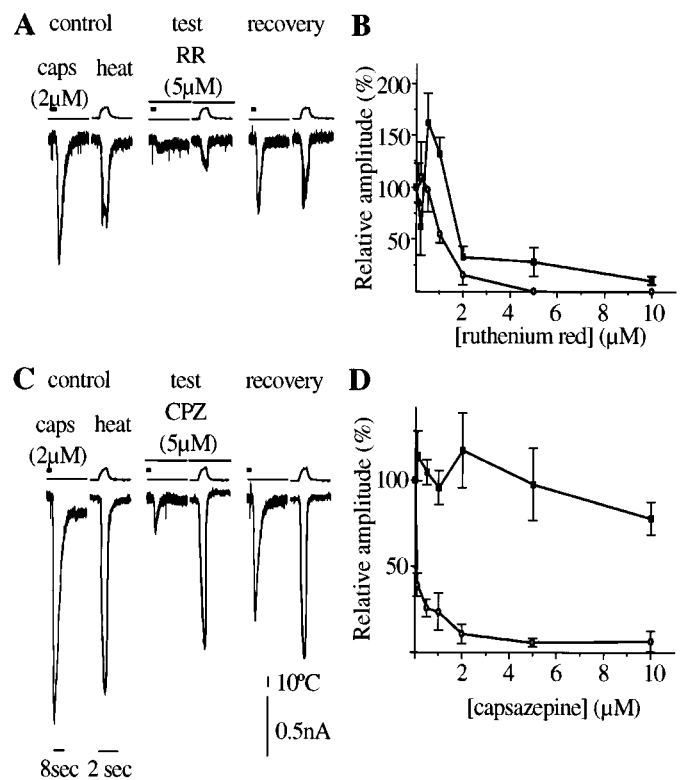 A control test recovery
RR
caps heat (5μM)
(2μM)
B
Relative amplitude (%)
200
150
100
50
2 4 6 8 10
[ruthenium red] (μM)
C control test recovery
CPZ
caps heat (5μM)
(2μM)
10ºC
0.5nA
8sec 2 sec
D
Relative amplitude (%)
100
50
2 4 6 8 10
[capsazepine] (μM)